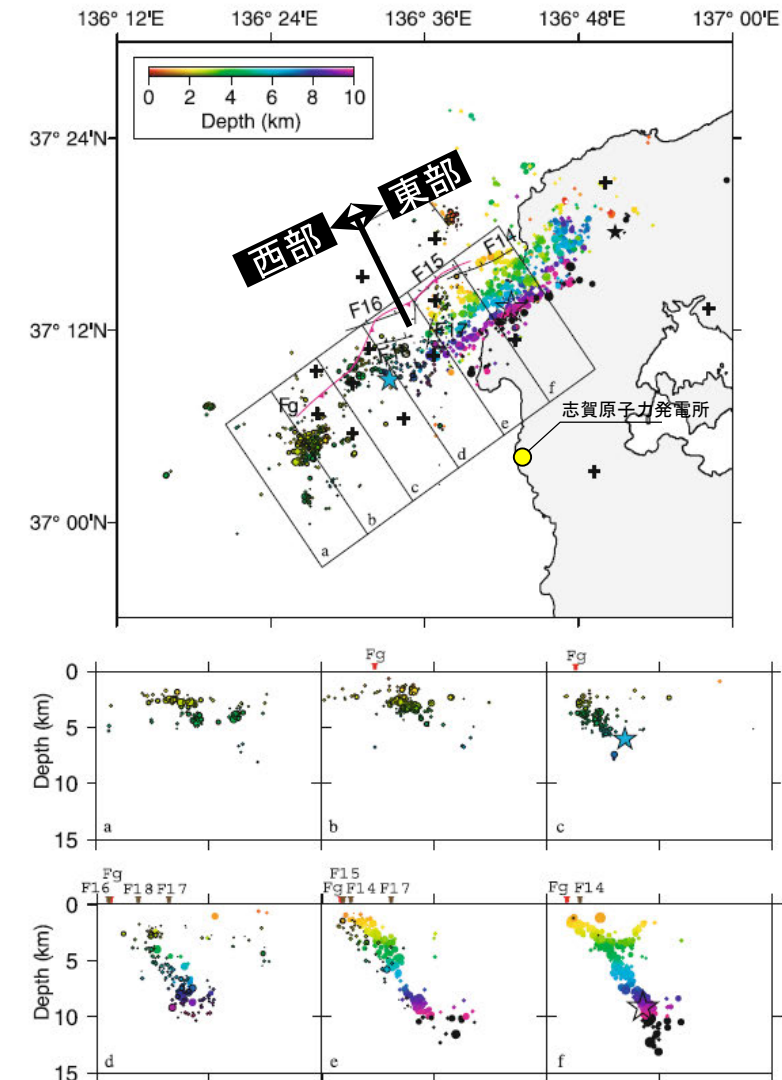 136° 12'E 136° 24'E 136° 36'E 136° 48'E 137° 00'E
0 2 4 6 8 10
Depth (km)
37° 24'N
東部
西部
F14
F15
F16
37° 12'N
Fg
f
志賀原子力発電所
e
d
c
37° 00'N
b
a
Fg Fg
0
5
10
15
Depth (km)
a b c
F15
Fg
F16 F18 F17 Fg F14 F17 Fg F14
0
5
10
15
Depth (km)
d e f